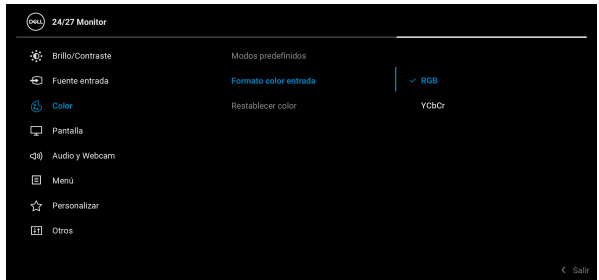 DELL 24/27 Monitor
Brillo/Contraste Modos predefinidos
Fuente entrada Formato color entrada RGB
Color Restablecer color YCbCr
Pantalla
Audio y Webcam
Menú
Personalizar
Otros
Salir